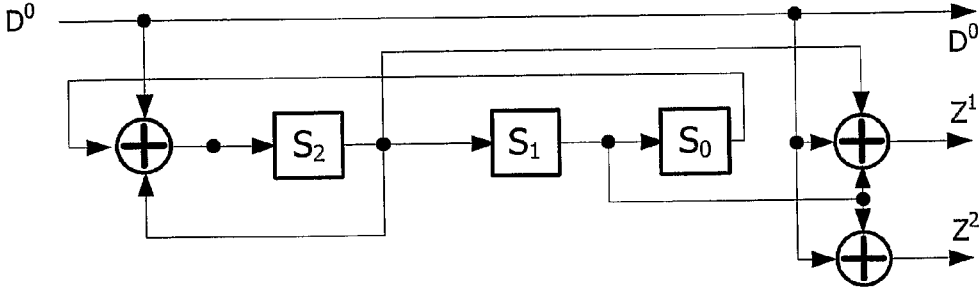 D⁰
D⁰
S₂
S₁
S₀
Z¹
Z²